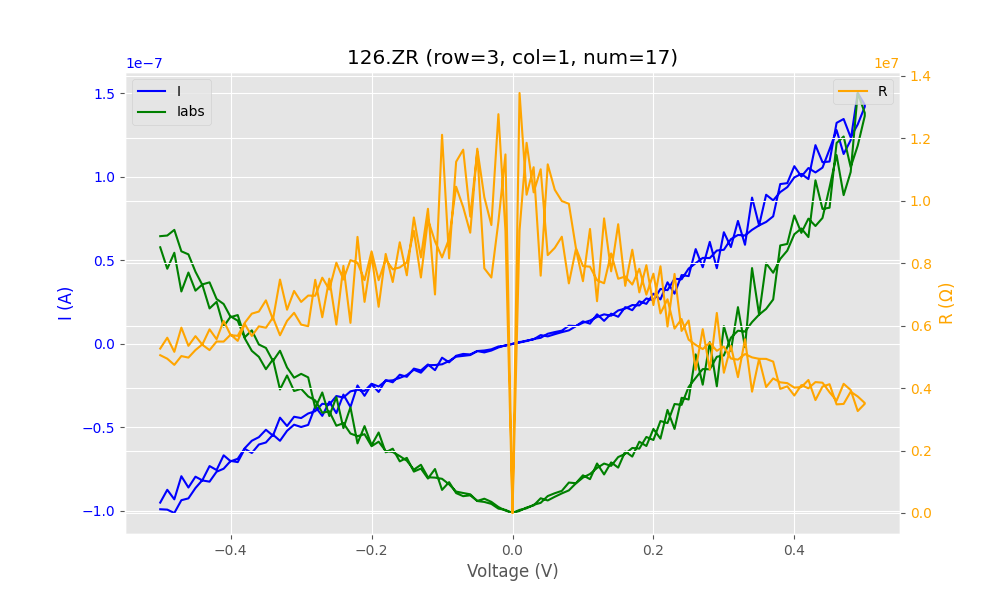 126.ZR (row=3, col=1, num=17)
1e−7
1e7
I
Iabs
R
1.5
1.0
0.5
0.0
−0.5
−1.0
I (A)
1.4
1.2
1.0
0.8
0.6
0.4
0.2
0.0
R (Ω)
−0.4
−0.2
0.0
0.2
0.4
Voltage (V)